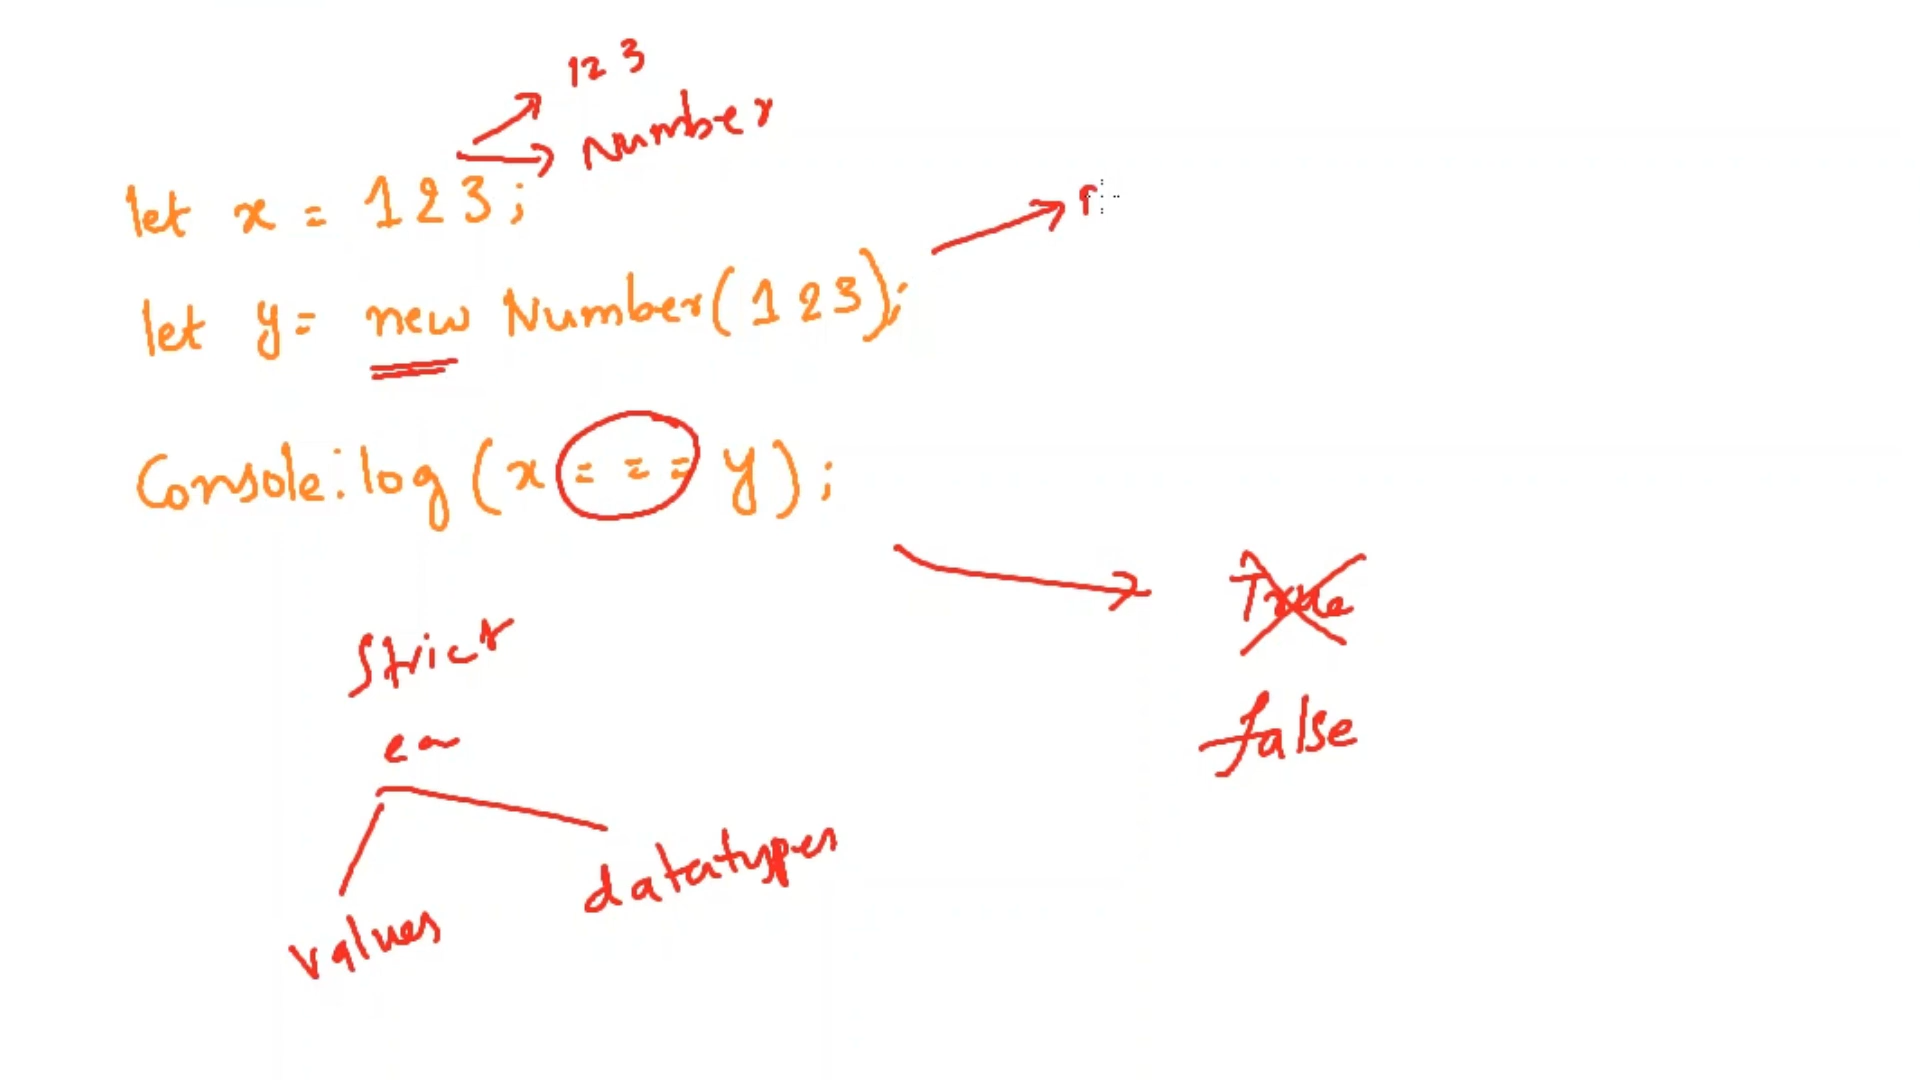 123
Number
let x = 123;
let y = new Number(123);
Console.log(x === y);
True
Strict
false
datatypes
values